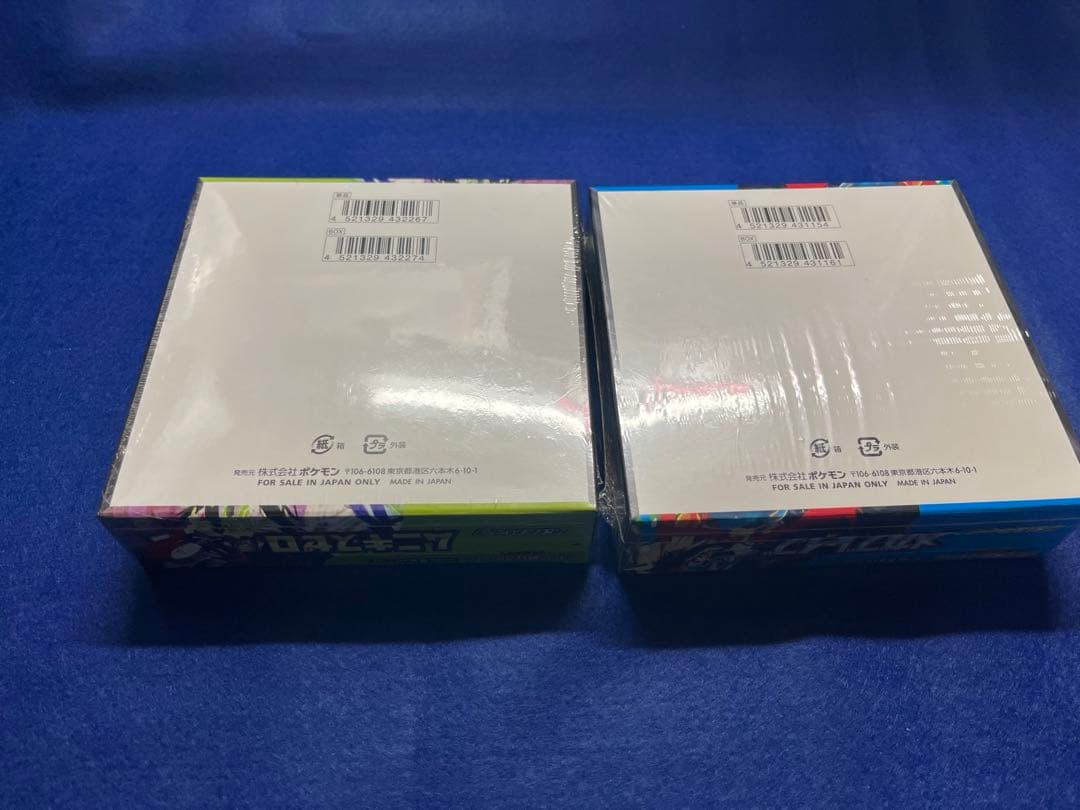 単品
4 521329 432267
BOX
4 521329 432274
紙 箱 プラ 外装
発売元 株式会社 ポケモン 〒106-6108 東京都港区六本木6-10-1
FOR SALE IN JAPAN ONLY MADE IN JAPAN
単品
4 521329 431154
BOX
4 521329 431161
紙 箱 プラ 外装
発売元 株式会社 ポケモン 〒106-6108 東京都港区六本木6-10-1
FOR SALE IN JAPAN ONLY MADE IN JAPAN